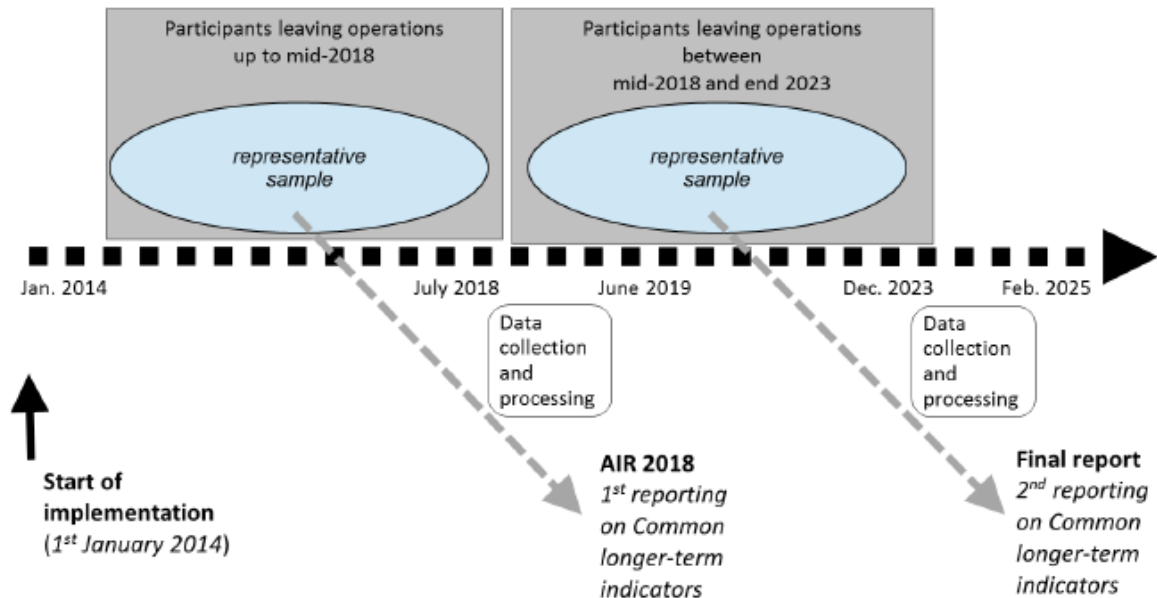 Participants leaving operations
up to mid-2018
representative
sample
Participants leaving operations
between
mid-2018 and end 2023
representative
sample
Jan. 2014
July 2018
June 2019
Dec. 2023
Feb. 2025
Data
collection
and
processing
Data
collection
and
processing
Start of
implementation
(1st January 2014)
AIR 2018
1st reporting
on Common
longer-term
indicators
Final report
2nd reporting
on Common
longer-term
indicators